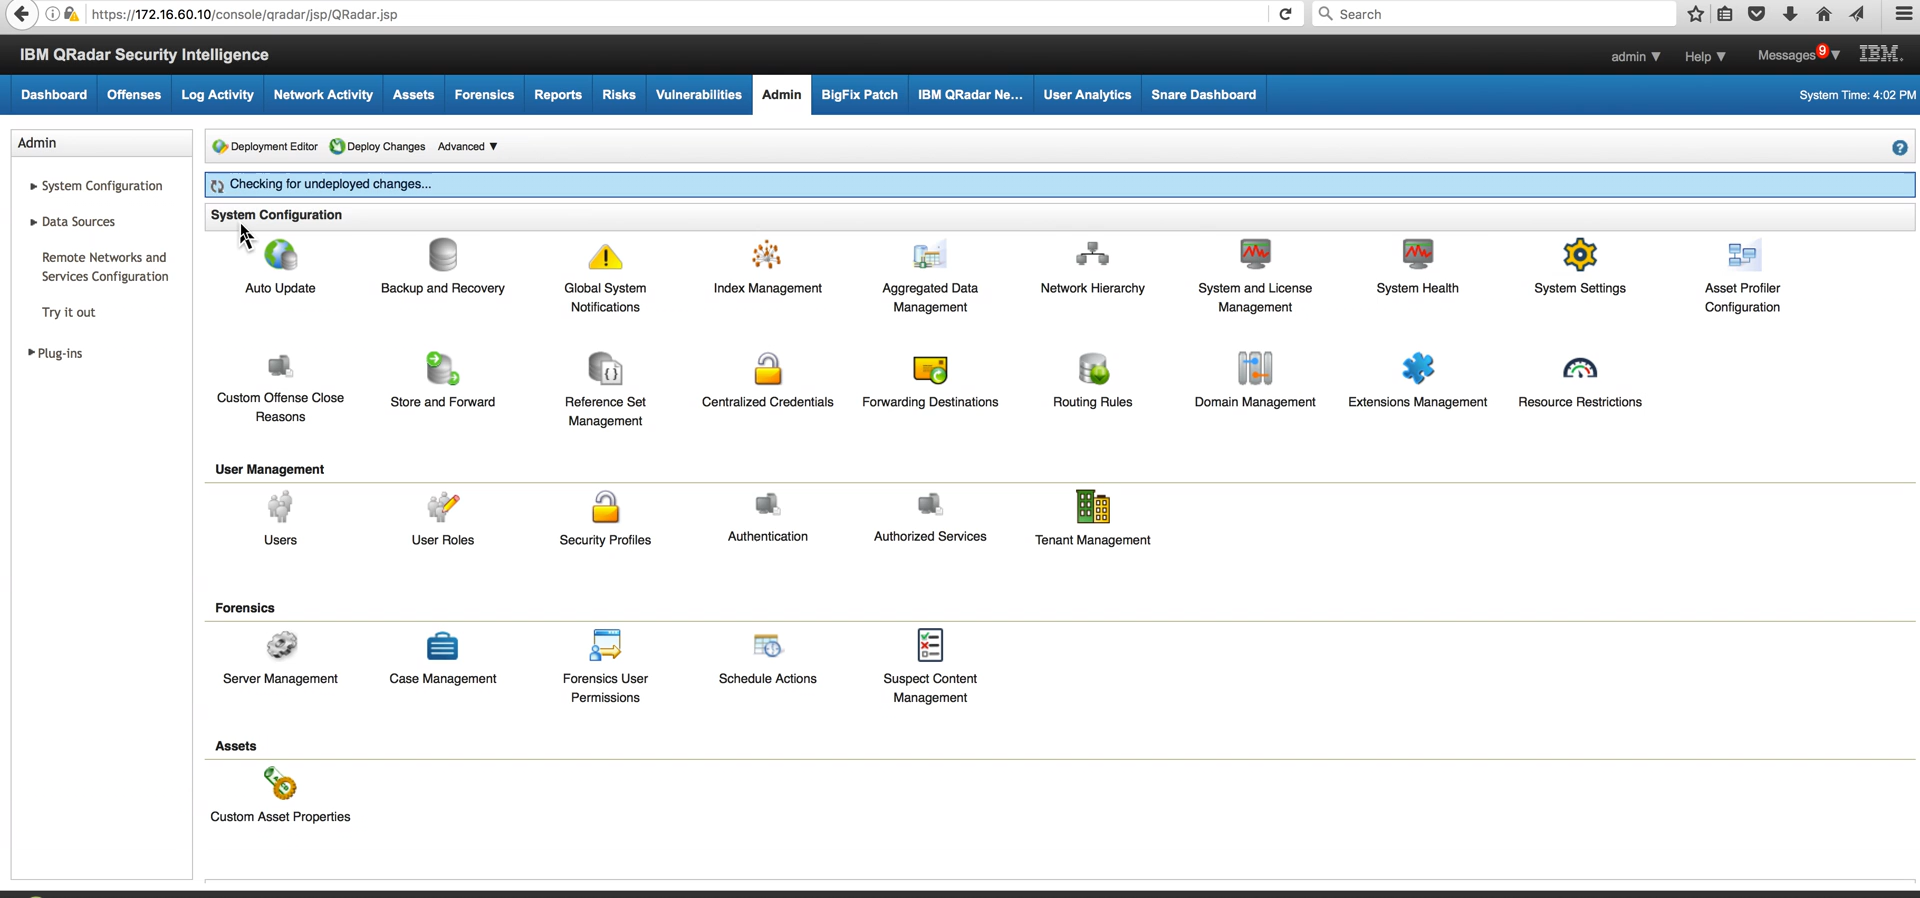 https://172.16.60.10/console/qradar/jsp/QRadar.jsp
Search
IBM QRadar Security Intelligence
admin ▼
Help ▼
Messages 9 ▼
IBM.
Dashboard
Offenses
Log Activity
Network Activity
Assets
Forensics
Reports
Risks
Vulnerabilities
Admin
BigFix Patch
IBM QRadar Ne...
User Analytics
Snare Dashboard
System Time: 4:02 PM
Admin
System Configuration
Data Sources
Remote Networks and
Services Configuration
Try it out
Plug-ins
Deployment Editor
Deploy Changes
Advanced ▼
Checking for undeployed changes...
System Configuration
Auto Update
Backup and Recovery
Global System
Notifications
Index Management
Aggregated Data
Management
Network Hierarchy
System and License
Management
System Health
System Settings
Asset Profiler
Configuration
Custom Offense Close
Reasons
Store and Forward
Reference Set
Management
Centralized Credentials
Forwarding Destinations
Routing Rules
Domain Management
Extensions Management
Resource Restrictions
User Management
Users
User Roles
Security Profiles
Authentication
Authorized Services
Tenant Management
Forensics
Server Management
Case Management
Forensics User
Permissions
Schedule Actions
Suspect Content
Management
Assets
Custom Asset Properties